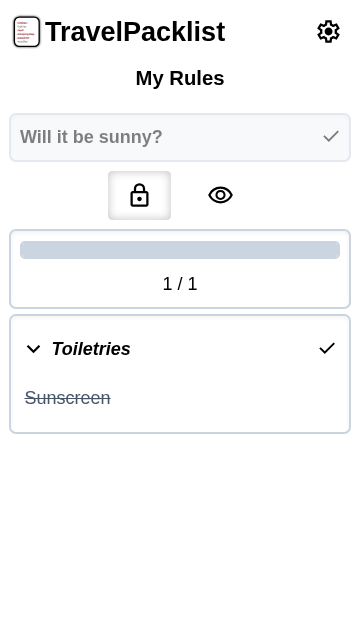 TravelPacklist
My Rules
Will it be sunny?
1 / 1
Toiletries
Sunscreen